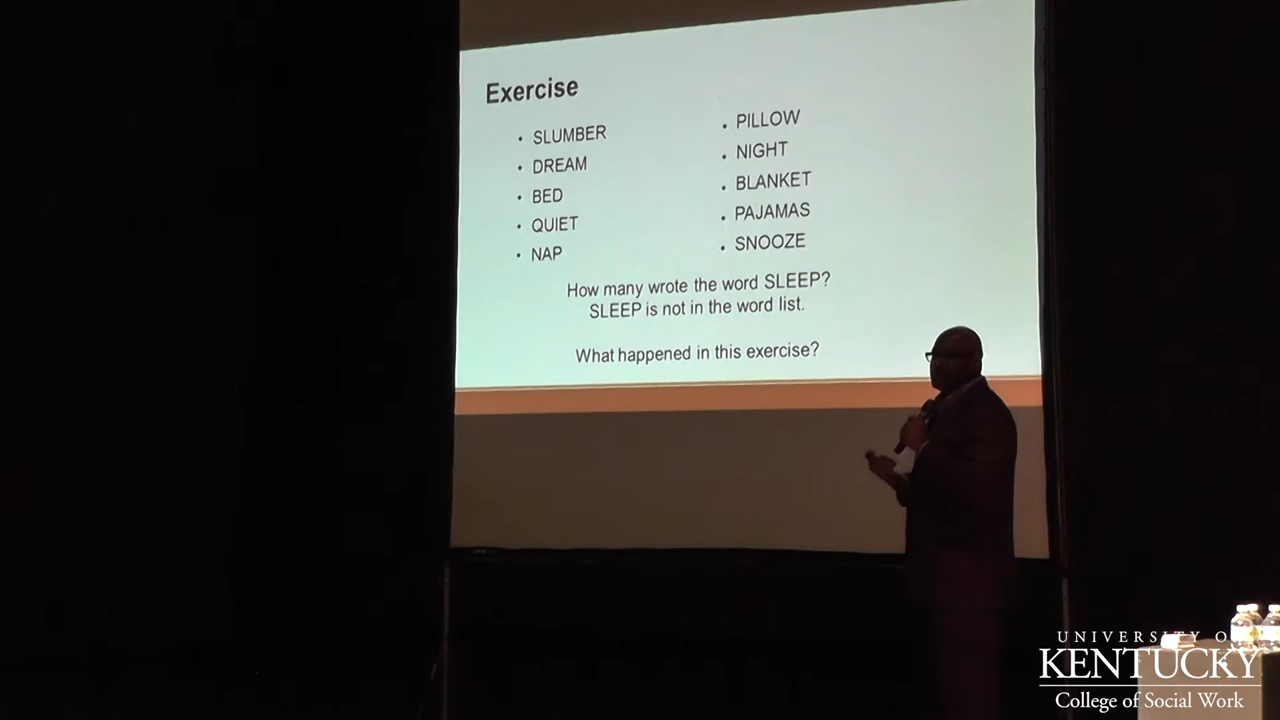 Exercise
• SLUMBER
• DREAM
• BED
• QUIET
• NAP
• PILLOW
• NIGHT
• BLANKET
• PAJAMAS
• SNOOZE
How many wrote the word SLEEP?
SLEEP is not in the word list.
What happened in this exercise?
UNIVERSITY OF
KENTUCKY
College of Social Work